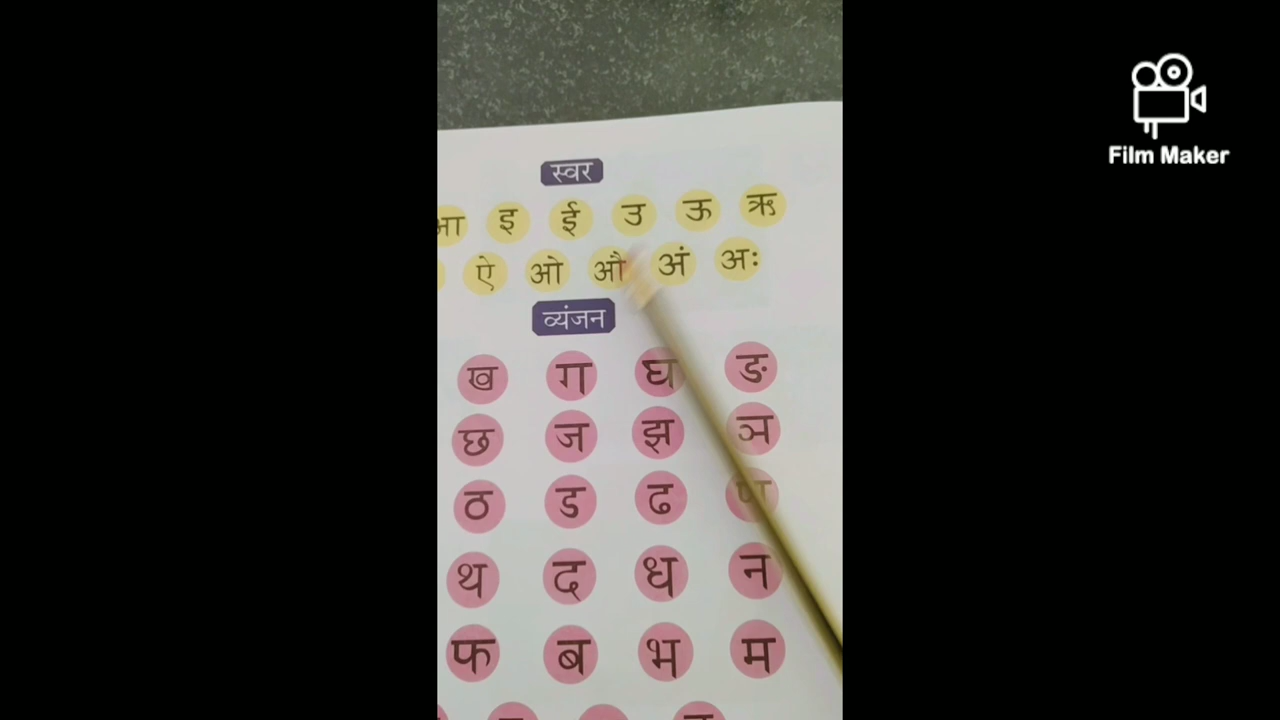 स्वर
आ इ ई उ ऊ ऋ
ऐ ओ औ अं अः
व्यंजन
ख ग घ ङ
छ ज झ ञ
ठ ड ढ ण
थ द ध न
फ ब भ म
Film Maker